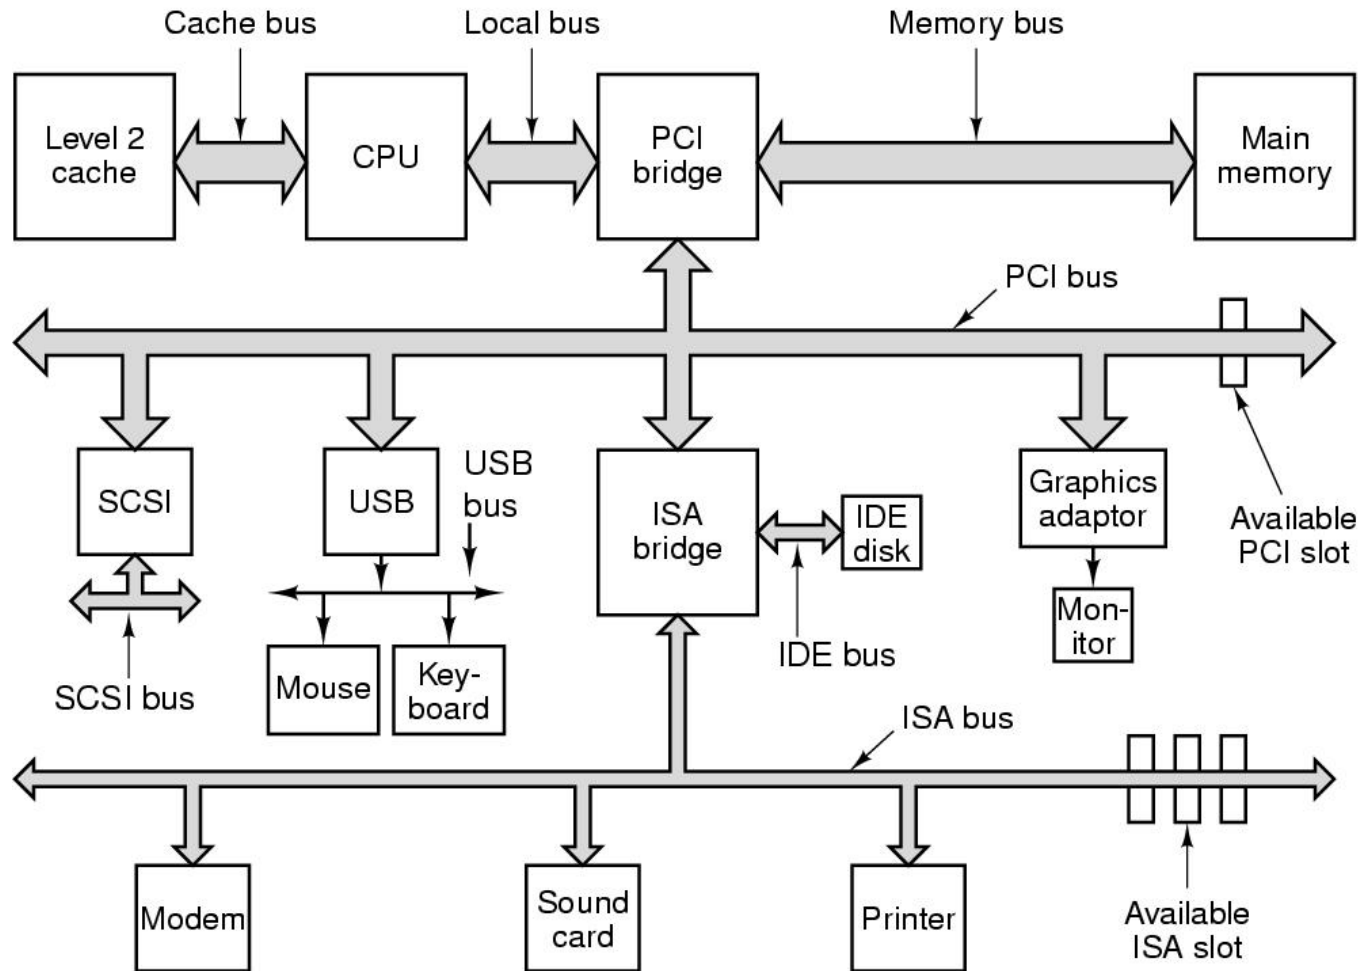 Cache bus
Local bus
Memory bus
Level 2
cache
CPU
PCI
bridge
Main
memory
PCI bus
SCSI
USB
USB
bus
ISA
bridge
IDE
disk
Graphics
adaptor
Available
PCI slot
Mon-
itor
Mouse
Key-
board
IDE bus
SCSI bus
ISA bus
Modem
Sound
card
Printer
Available
ISA slot